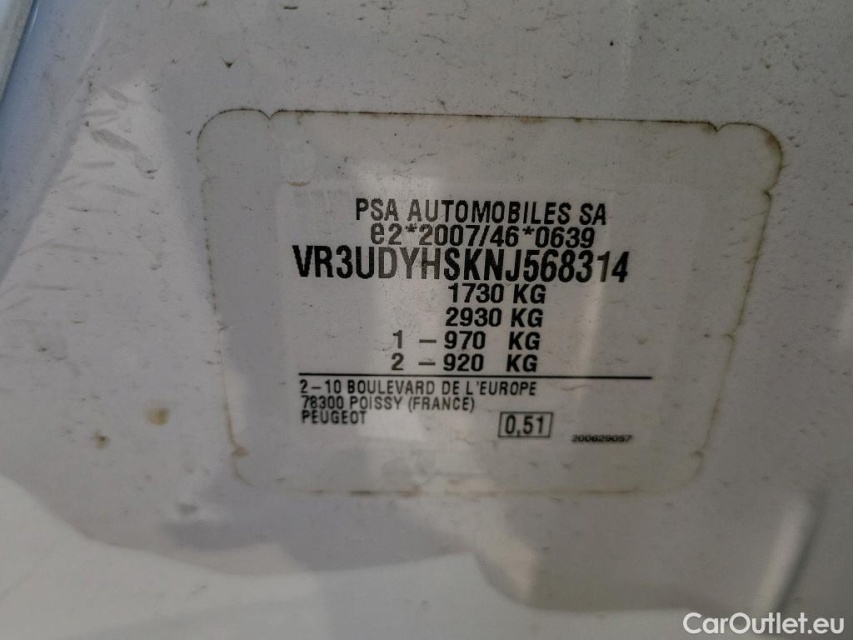 PSA AUTOMOBILES SA
e2*2007/46*0639
VR3UDYHSKNJ568314
1730 KG
2930 KG
1 - 970 KG
2 - 920 KG
2-10 BOULEVARD DE L'EUROPE
78300 POISSY (FRANCE)
PEUGEOT
0,51
200629057
CarOutlet.eu